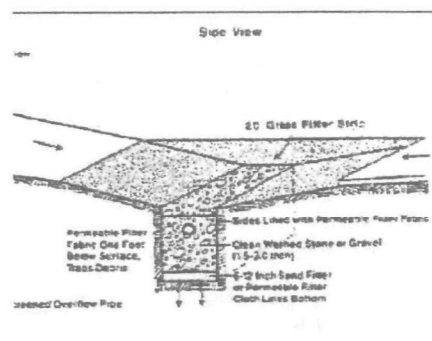 Side View
20' Grass Filter Strip
Sides Lined with Permeable Filter Fabric
Permeable Filter
Fabric One Foot
Below Surface,
Traps Debris
Clean Washed Stone or Gravel
(1.5-3.0 inch)
6-12 Inch Sand Filter
or Permeable Filter
Cloth Lines Bottom
Overflow Pipe